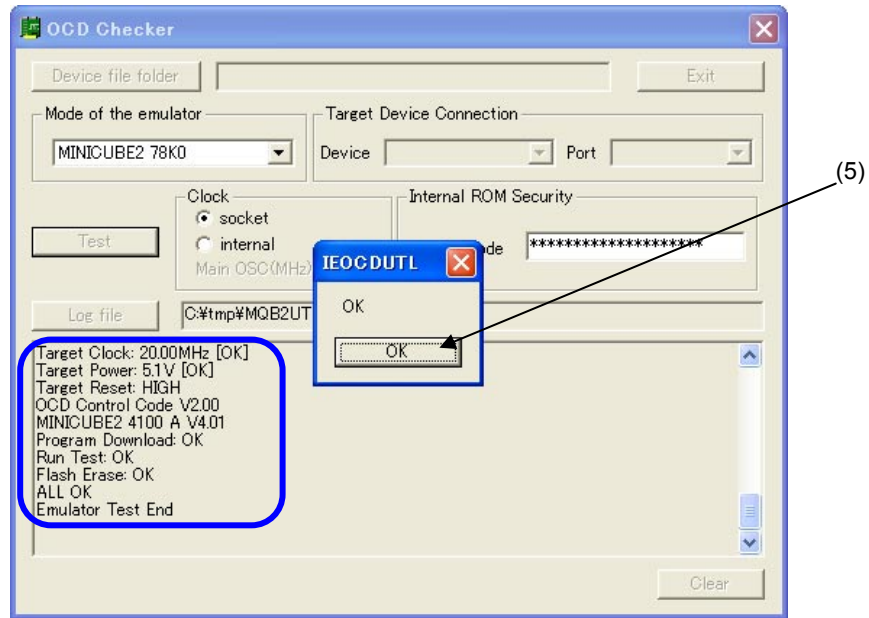 OCD Checker
Device file folder
Exit
Mode of the emulator
Target Device Connection
MINICUBE2 78K0
Device
Port
(5)
Clock
Internal ROM Security
socket
Test
internal
de
********************
Main OSC(MHz)
IEOCDUTL
Log file
C:¥tmp¥MQB2UT
OK
OK
Target Clock: 20.00MHz [OK]
Target Power: 5.1V [OK]
Target Reset: HIGH
OCD Control Code V2.00
MINICUBE2 4100 A V4.01
Program Download: OK
Run Test: OK
Flash Erase: OK
ALL OK
Emulator Test End
Clear